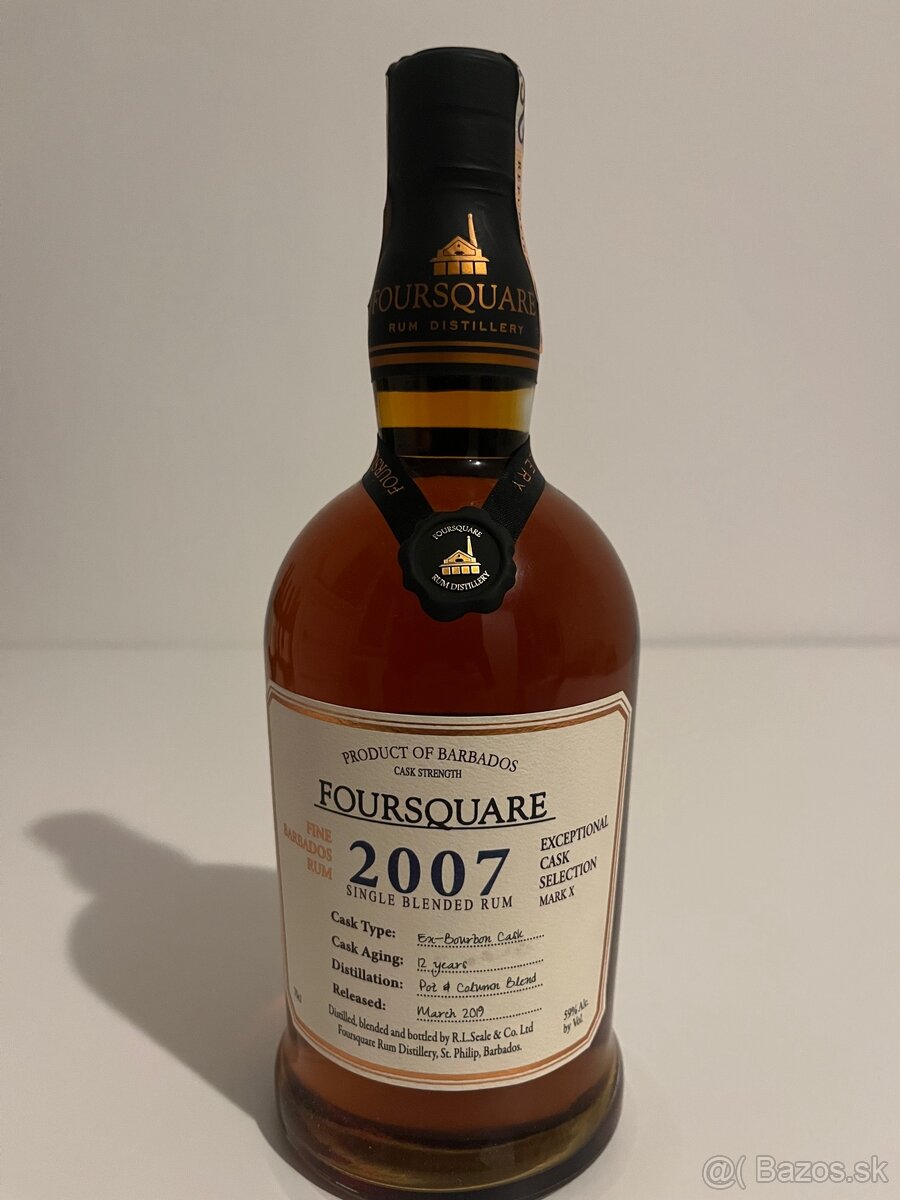 FOURSQUARE
RUM DISTILLERY
FOURSQUARE
RUM DISTILLERY
PRODUCT OF BARBADOS
CASK STRENGTH
FOURSQUARE
FINE
BARBADOS
RUM
2007
SINGLE BLENDED RUM
EXCEPTIONAL
CASK
SELECTION
MARK X
Cask Type: Ex-Bourbon Cask
Cask Aging: 12 years
Distillation: Pot & Column Blend
Released: March 2019
70cl
59% Alc.
by Vol.
Distilled, blended and bottled by R.L.Seale & Co. Ltd
Foursquare Rum Distillery, St. Philip, Barbados.
@( Bazos.sk